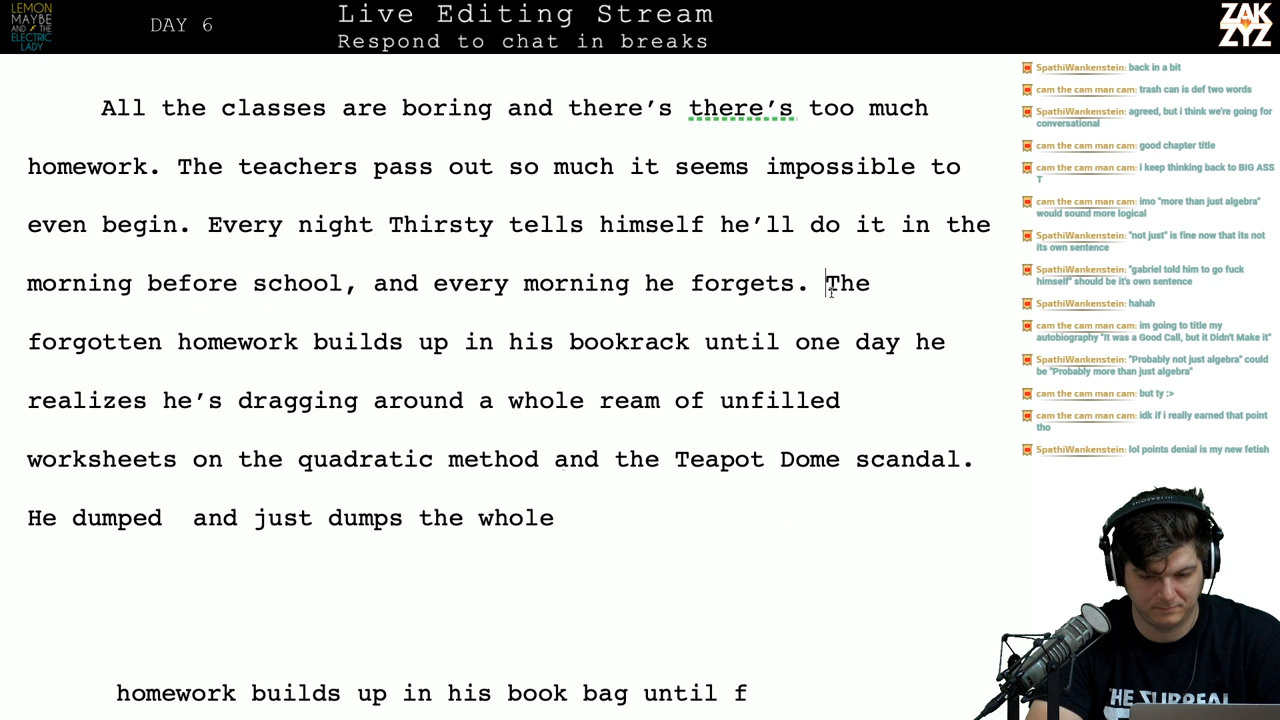 LEMON
MAYBE
AND THE
ELECTRIC
LADY
DAY 6
Live Editing Stream
Respond to chat in breaks
ZAK
ZYZ
All the classes are boring and there’s there’s too much
homework. The teachers pass out so much it seems impossible to
even begin. Every night Thirsty tells himself he’ll do it in the
morning before school, and every morning he forgets. The
forgotten homework builds up in his bookrack until one day he
realizes he’s dragging around a whole ream of unfilled
worksheets on the quadratic method and the Teapot Dome scandal.
He dumped  and just dumps the whole
homework builds up in his book bag until f
SpathiWankenstein: back in a bit
cam the cam man cam: trash can is def two words
SpathiWankenstein: agreed, but i think we're going for
conversational
cam the cam man cam: good chapter title
cam the cam man cam: i keep thinking back to BIG ASS
T
cam the cam man cam: imo "more than just algebra"
would sound more logical
SpathiWankenstein: "not just" is fine now that its not
its own sentence
SpathiWankenstein: "gabriel told him to go fuck
himself" should be it's own sentence
SpathiWankenstein: hahah
cam the cam man cam: im going to title my
autobiography "It was a Good Call, but it Didn't Make it"
SpathiWankenstein: "Probably not just algebra" could
be "Probably more than just algebra"
cam the cam man cam: but ty :>
cam the cam man cam: idk if i really earned that point
tho
SpathiWankenstein: lol points denial is my new fetish
THE SURREAL